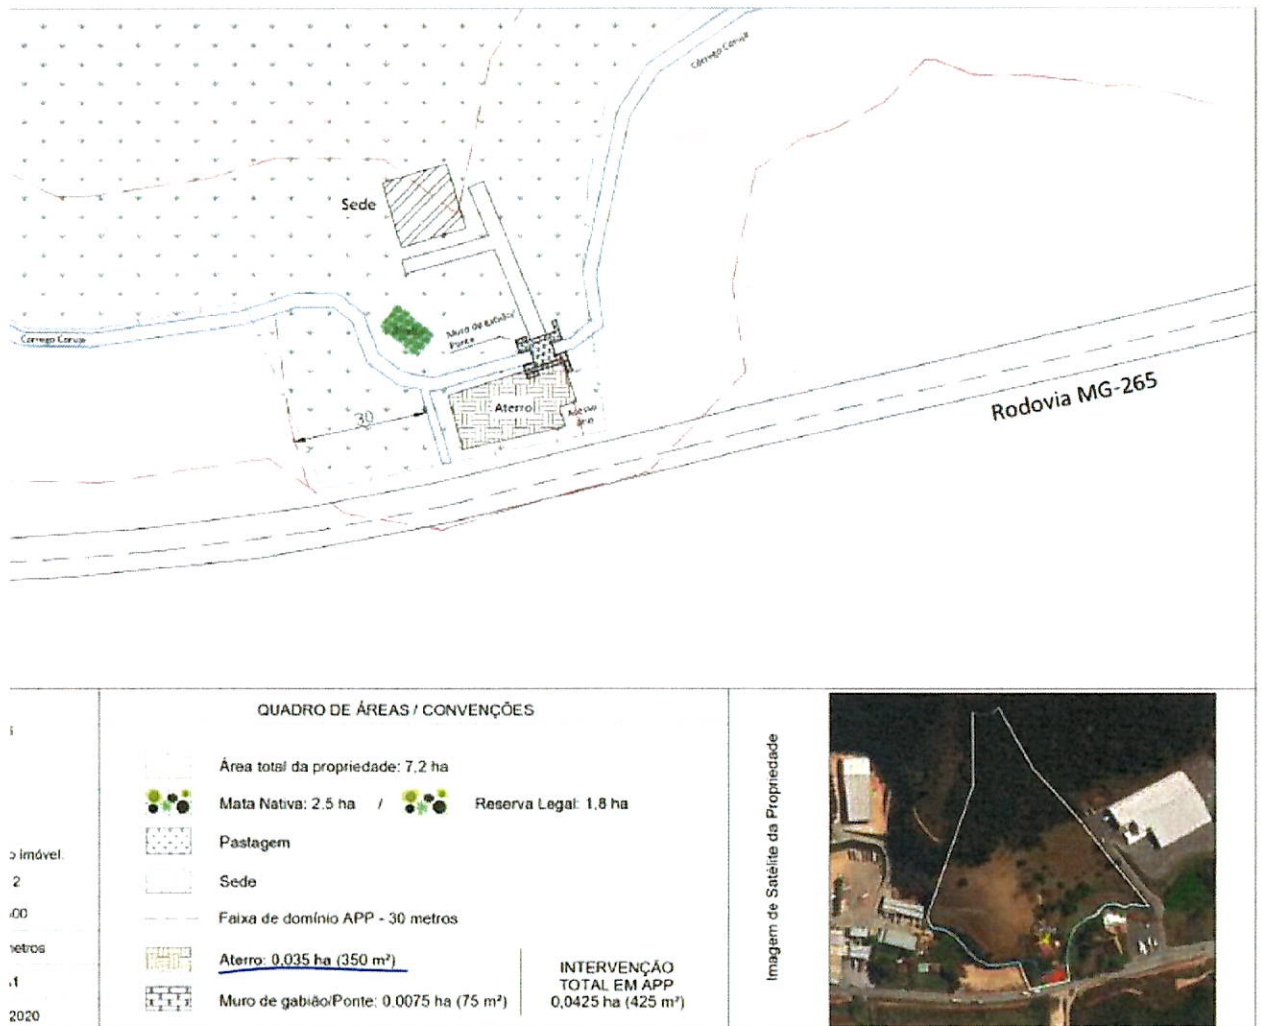 Córrego Coruja
Sede
Muro de gabião/
Ponte
Córrego Coruja
30
Aterro
Acesso
Rodovia MG-265
QUADRO DE ÁREAS / CONVENÇÕES
Área total da propriedade: 7,2 ha
Mata Nativa: 2.5 ha / Reserva Legal: 1,8 ha
Pastagem
Sede
Faixa de domínio APP - 30 metros
Aterro: 0,035 ha (350 m²)
Muro de gabião/Ponte: 0.0075 ha (75 m²)
INTERVENÇÃO
TOTAL EM APP
0,0425 ha (425 m²)
Imagem de Satélite da Propriedade
o imóvel:
2
00
etros
1
2020